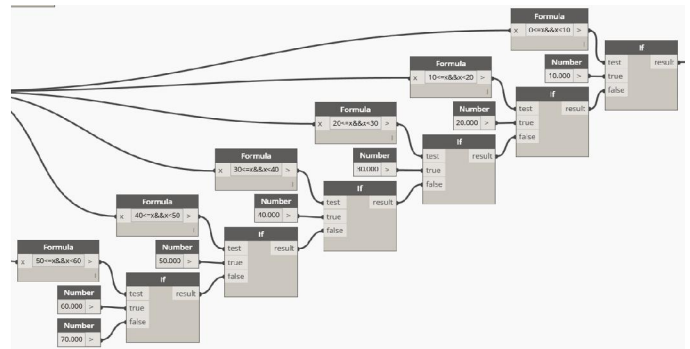 Formula
x 0<=x&&x<10 >
If
test result >
true
false
Number
10.000 >
Formula
x 10<=x&&x<20 >
If
test result >
true
false
Number
20.000 >
Formula
x 20<=x&&x<30 >
If
test result >
true
false
Number
30.000 >
Formula
x 30<=x&&x<40 >
If
test result >
true
false
Number
40.000 >
Formula
x 40<=x&&x<50 >
If
test result >
true
false
Number
50.000 >
Formula
x 50<=x&&x<60 >
If
test result >
true
false
Number
60.000 >
Number
70.000 >